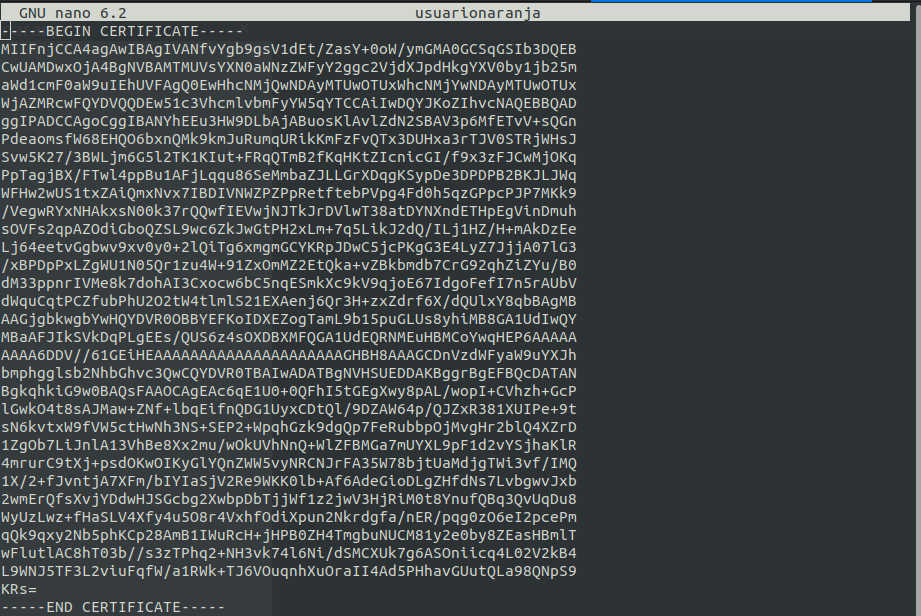 GNU nano 6.2 usuarionaranja
-----BEGIN CERTIFICATE-----
MIIFnjCCA4agAwIBAgIVANfvYgb9gsV1dEt/ZasY+0oW/ymGMA0GCSqGSIb3DQEB
CwUAMDwxOjA4BgNVBAMTMUVsYXN0aWNzZWFyY2ggc2VjdXJpdHkgYXV0by1jb25m
aWd1cmF0aW9uIEhUVFAgQ0EwHhcNMjQwNDAyMTUwOTUxWhcNMjYwNDAyMTUwOTUx
WjAZMRcwFQYDVQQDEw51c3VhcmlvbmFyYW5qYTCCAiIwDQYJKoZIhvcNAQEBBQAD
ggIPADCCAgoCggIBANYhEEu3HW9DLbAjABuosKlAvlZdN2SBAV3p6MfETvV+sQGn
PdeaomsfW68EHQO6bxnQMk9kmJuRumqURikKmFzFvQTx3DUHxa3rTJV0STRjWHsJ
Svw5K27/3BWLjm6G5l2TK1KIut+FRqQTmB2fKqHKtZIcnicGI/f9x3zFJCwMjOKq
PpTagjBX/FTwl4ppBu1AFjLqqu86SeMmbaZJLLGrXDqgKSypDe3DPDPB2BKJLJWq
WFHw2wUS1txZAiQmxNvx7IBDIVNWZPZPpRetftebPVpg4Fd0h5qzGPpcPJP7MKk9
/VegwRYxNHAkxsN00k37rQQwfIEVwjNJTkJrDVlwT38atDYNXndETHpEgVinDmuh
sOVFs2qpAZOdiGboQZSL9wc6ZkJwGtPH2xLm+7q5LikJ2dQ/ILj1HZ/H+mAkDzEe
Lj64eetvGgbwv9xv0y0+2lQiTg6xmgmGCYKRpJDwC5jcPKgG3E4LyZ7JjjA07lG3
/xBPDpPxLZgWU1N05Qr1zu4W+91ZxOmMZ2EtQka+vZBkbmdb7CrG92qhZiZYu/B0
dM33ppnrIVMe8k7dohAI3Cxocw6bC5nqESmkXc9kV9qjoE67IdgoFefI7n5rAUbV
dWquCqtPCZfubPhU2O2tW4tlmlS21EXAenj6Qr3H+zxZdrf6X/dQUlxY8qbBAgMB
AAGjgbkwgbYwHQYDVR0OBBYEFKoIDXEZogTamL9b15puGLUs8yhiMB8GA1UdIwQY
MBaAFJIkSVkDqPLgEEs/QUS6z4sOXDBXMFQGA1UdEQRNMEuHBMCoYwqHEP6AAAAA
AAAA6DDV//61GEiHEAAAAAAAAAAAAAAAAAAAAAGHBH8AAAGCDnVzdWFyaW9uYXJh
bmphgglsb2NhbGhvc3QwCQYDVR0TBAIwADATBgNVHSUEDDAKBggrBgEFBQcDATAN
BgkqhkiG9w0BAQsFAAOCAgEAc6qE1U0+0QFhI5tGEgXwy8pAL/wopI+CVhzh+GcP
lGwkO4t8sAJMaw+ZNf+lbqEifnQDG1UyxCDtQl/9DZAW64p/QJZxR381XUIPe+9t
sN6kvtxW9fVW5ctHwNh3NS+SEP2+WpqhGzk9dgQp7FeRubbpOjMvgHr2blQ4XZrD
1ZgOb7LiJnlA13VhBe8Xx2mu/wOkUVhNnQ+WlZFBMGa7mUYXL9pF1d2vYSjhaKlR
4mrurC9tXj+psdOKwOIKyGlYQnZWW5vyNRCNJrFA35W78bjtUaMdjgTWi3vf/IMQ
1X/2+fJvntjA7XFm/bIYIaSjV2Re9WKK0lb+Af6AdeGioDLgZHfdNs7LvbgwvJxb
2wmErQfsXvjYDdwHJSGcbg2XwbpDbTjjWf1z2jwV3HjRiM0t8YnufQBq3QvUqDu8
WyUzLwz+fHaSLV4Xfy4u5O8r4VxhfOdiXpun2Nkrdgfa/nER/pqg0zO6eI2pcePm
qQk9qxy2Nb5phKCp28AmB1IWuRcH+jHPB0ZH4TmgbuNUCM81y2e0by8ZEasHBmlT
wFlutlAC8hT03b//s3zTPhq2+NH3vk74l6Ni/dSMCXUk7g6ASOniicq4L02V2kB4
L9WNJ5TF3L2viuFqfW/a1RWk+TJ6VOuqnhXuOraII4Ad5PHhavGUutQLa98QNpS9
KRs=
-----END CERTIFICATE-----